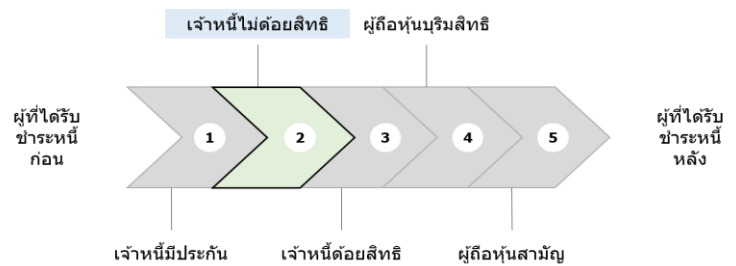 เจ้าหนี้ไม่ด้อยสิทธิ ผู้ถือหุ้นบุริมสิทธิ
ผู้ที่ได้รับ
ชำระหนี้
ก่อน
1 2 3 4 5
ผู้ที่ได้รับ
ชำระหนี้
หลัง
เจ้าหนี้มีประกัน เจ้าหนี้ด้อยสิทธิ ผู้ถือหุ้นสามัญ